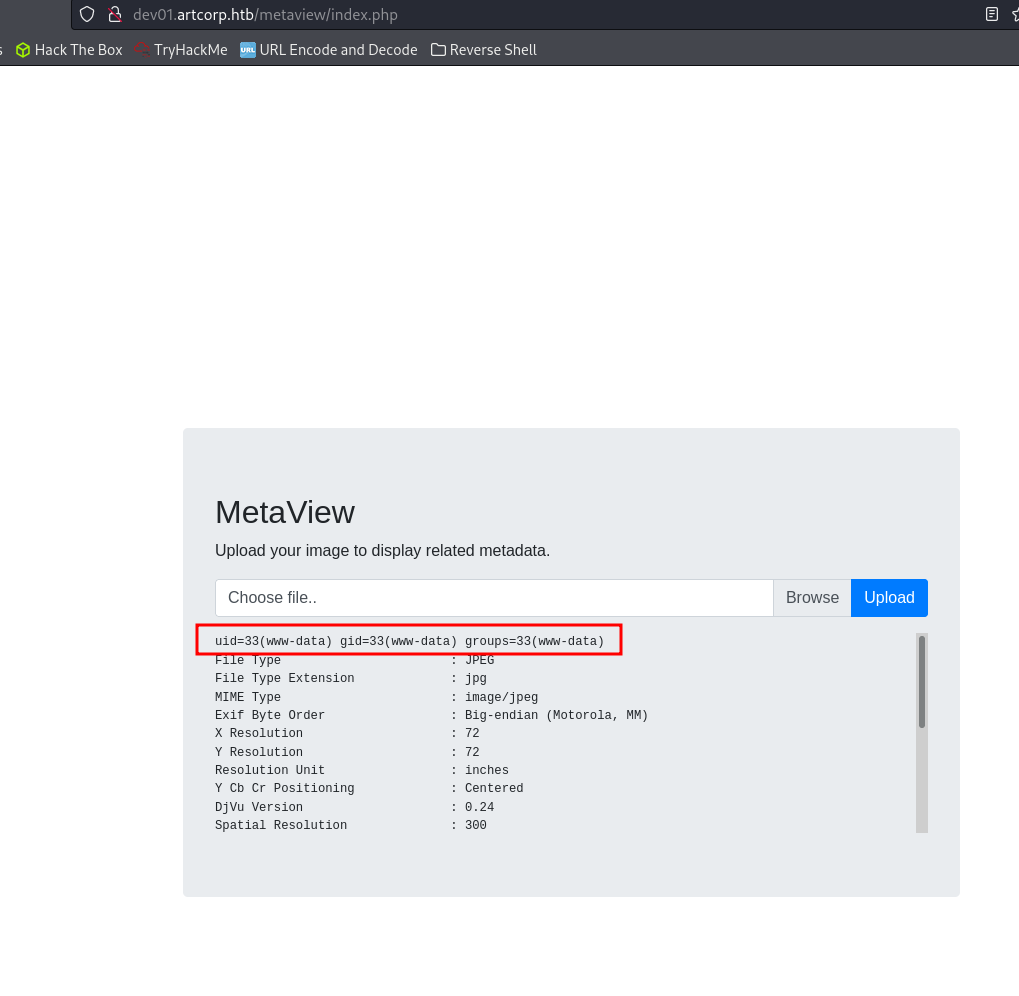 dev01.artcorp.htb/metaview/index.php
s Hack The Box TryHackMe URL URL Encode and Decode Reverse Shell
MetaView
Upload your image to display related metadata.
Choose file.. Browse Upload
uid=33(www-data) gid=33(www-data) groups=33(www-data)
File Type : JPEG
File Type Extension : jpg
MIME Type : image/jpeg
Exif Byte Order : Big-endian (Motorola, MM)
X Resolution : 72
Y Resolution : 72
Resolution Unit : inches
Y Cb Cr Positioning : Centered
DjVu Version : 0.24
Spatial Resolution : 300